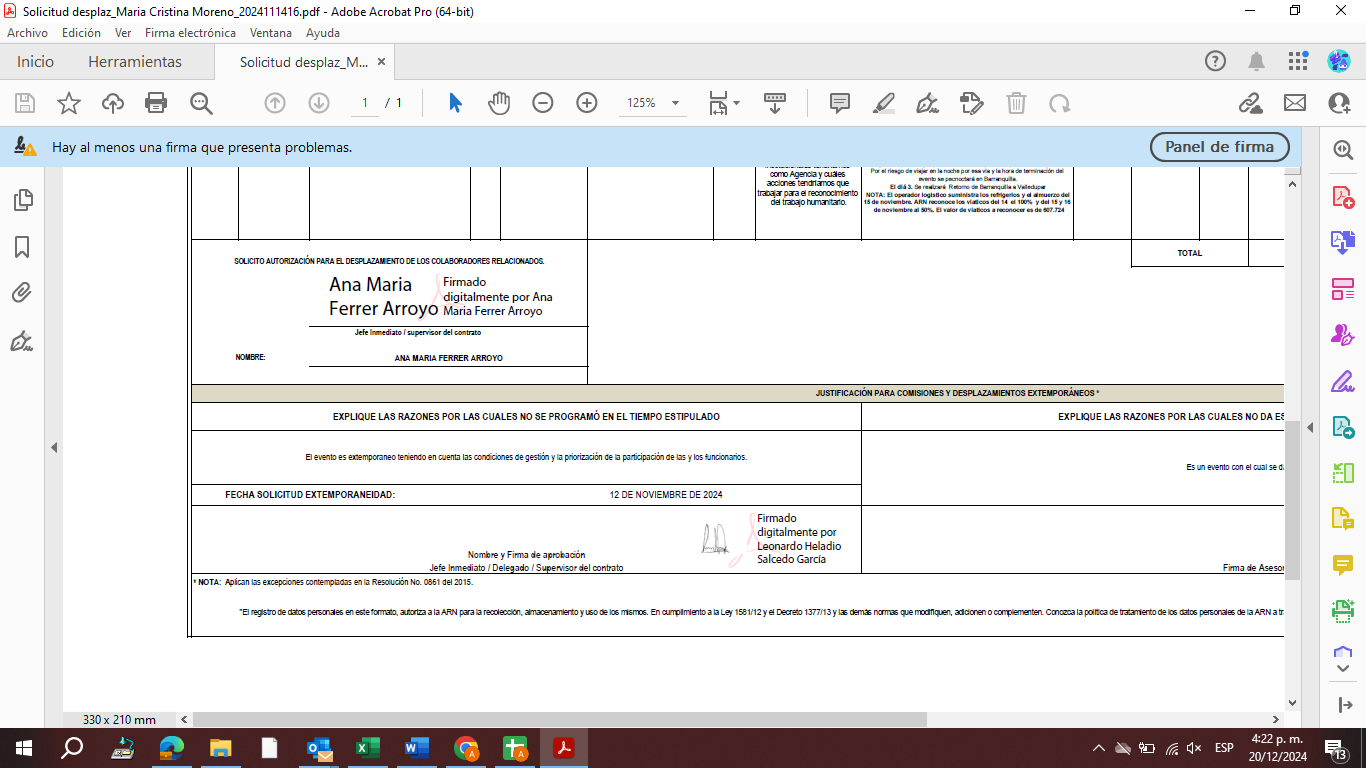 Solicitud desplaz_Maria Cristina Moreno_2024111416.pdf - Adobe Acrobat Pro (64-bit)
Archivo Edición Ver Firma electrónica Ventana Ayuda
Inicio Herramientas Solicitud desplaz_M...
1 / 1 125%
Hay al menos una firma que presenta problemas.
Panel de firma
como Agencia y cuáles
acciones tendríamos que
trabajar para el reconocimiento
del trabajo humanitario.
Por el riesgo de viajar en la noche por esa vía y la hora de terminación del
evento se pecnoctará en Barranquilla.
El diá 3. Se realizará Retorno de Barranquilla a Valledupar
NOTA: El operador logístico suministra los refrigerios y el almuerzo del
15 de noviembre. ARN reconoce los viaticos del 14 el 100% y del 15 y 16
de noviembre al 50%. El valor de viaticos a reconocer es de 607.724
TOTAL
SOLICITO AUTORIZACIÓN PARA EL DESPLAZAMIENTO DE LOS COLABORADORES RELACIONADOS.
Ana Maria
Ferrer Arroyo
Firmado
digitalmente por Ana
Maria Ferrer Arroyo
Jefe Inmediato / supervisor del contrato
NOMBRE: ANA MARIA FERRER ARROYO
JUSTIFICACIÓN PARA COMISIONES Y DESPLAZAMIENTOS EXTEMPORÁNEOS *
EXPLIQUE LAS RAZONES POR LAS CUALES NO SE PROGRAMÓ EN EL TIEMPO ESTIPULADO
EXPLIQUE LAS RAZONES POR LAS CUALES NO DA ES
El evento es extemporaneo teniendo en cuenta las condiciones de gestión y la priorización de la participación de las y los funcionarios.
Es un evento con el cual se da
FECHA SOLICITUD EXTEMPORANEIDAD: 12 DE NOVIEMBRE DE 2024
Firmado
digitalmente por
Leonardo Heladio
Salcedo García
Nombre y Firma de aprobación
Jefe Inmediato / Delegado / Supervisor del contrato
Firma de Asesor
* NOTA: Aplican las excepciones contempladas en la Resolución No. 0861 del 2015.
"El registro de datos personales en este formato, autoriza a la ARN para la recolección, almacenamiento y uso de los mismos. En cumplimiento a la Ley 1581/12 y el Decreto 1377/13 y las demás normas que modifiquen, adicionen o complementen. Conozca la política de tratamiento de los datos personales de la ARN a tr
330 x 210 mm
ESP
4:22 p. m.
20/12/2024
13